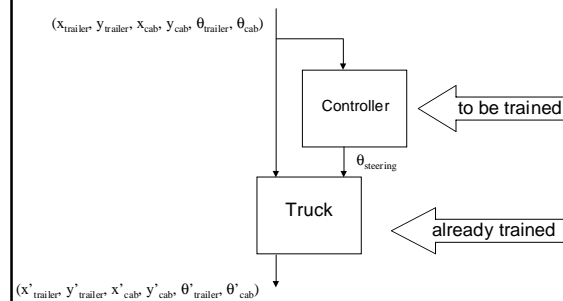 (x_trailer, y_trailer, x_cab, y_cab, θ_trailer, θ_cab)
Controller
to be trained
θ_steering
Truck
already trained
(x'_trailer, y'_trailer, x'_cab, y'_cab, θ'_trailer, θ'_cab)